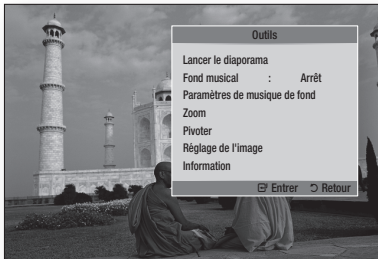 Outils
Lancer le diaporama
Fond musical : Arrêt
Paramètres de musique de fond
Zoom
Pivoter
Réglage de l'image
Information
Entrer Retour